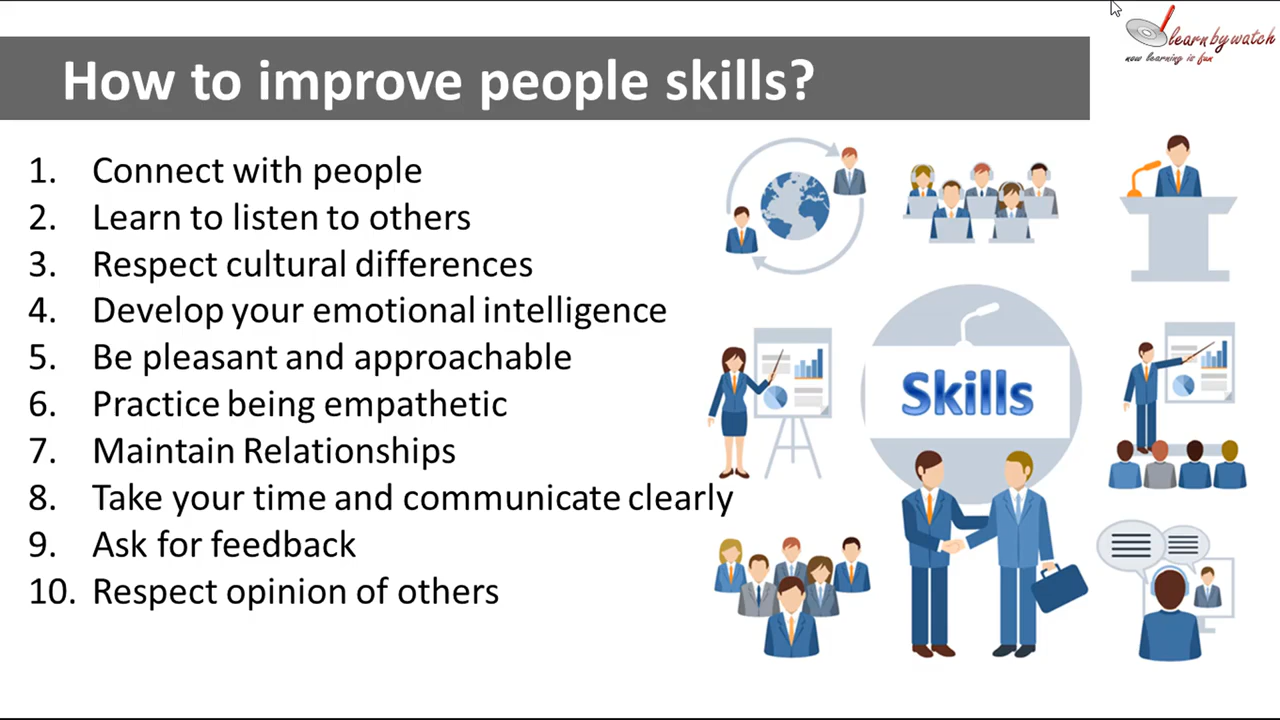 learnbywatch
now learning is fun
How to improve people skills?
1. Connect with people
2. Learn to listen to others
3. Respect cultural differences
4. Develop your emotional intelligence
5. Be pleasant and approachable
6. Practice being empathetic
7. Maintain Relationships
8. Take your time and communicate clearly
9. Ask for feedback
10. Respect opinion of others
Skills